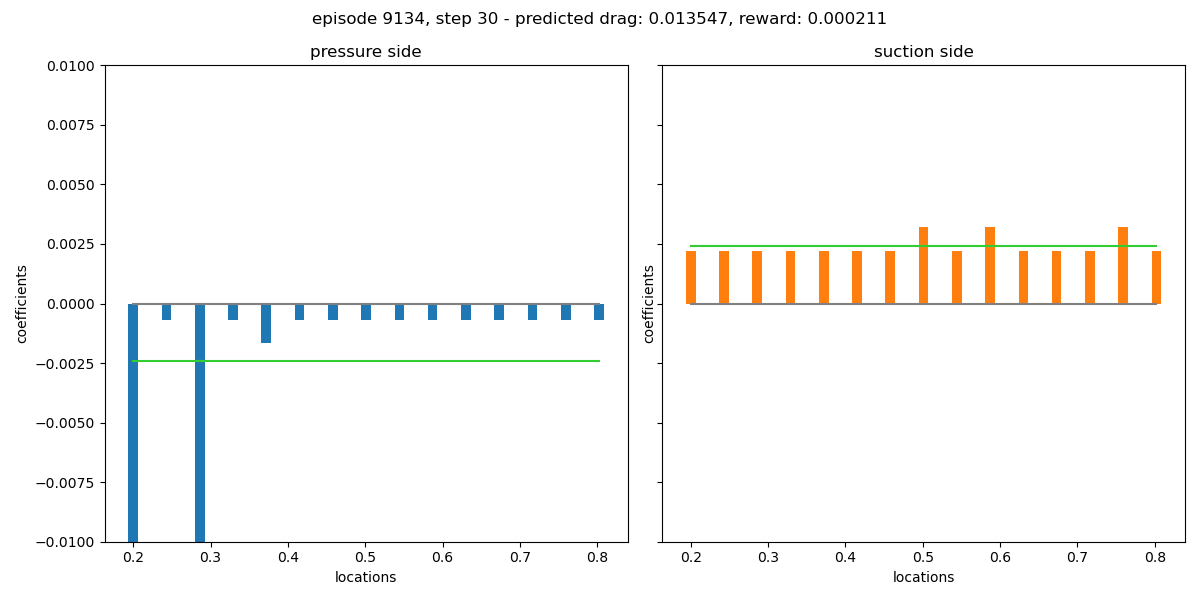 episode 9134, step 30 - predicted drag: 0.013547, reward: 0.000211
pressure side
suction side
0.0100
0.0075
0.0050
0.0025
0.0000
−0.0025
−0.0050
−0.0075
−0.0100
coefficients
coefficients
0.2 0.3 0.4 0.5 0.6 0.7 0.8
0.2 0.3 0.4 0.5 0.6 0.7 0.8
locations
locations